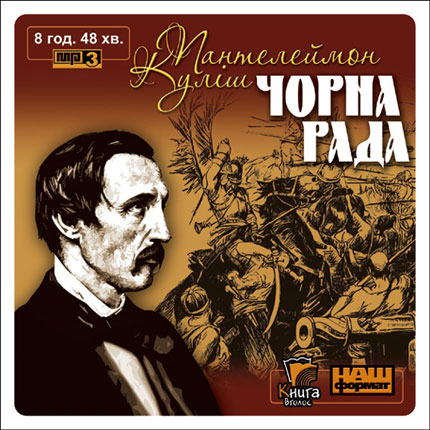 8 год. 48 хв.
mp3
Пантелеймон
Куліш
ЧОРНА
РАДА
Книга
Вголос
НАШ
формат